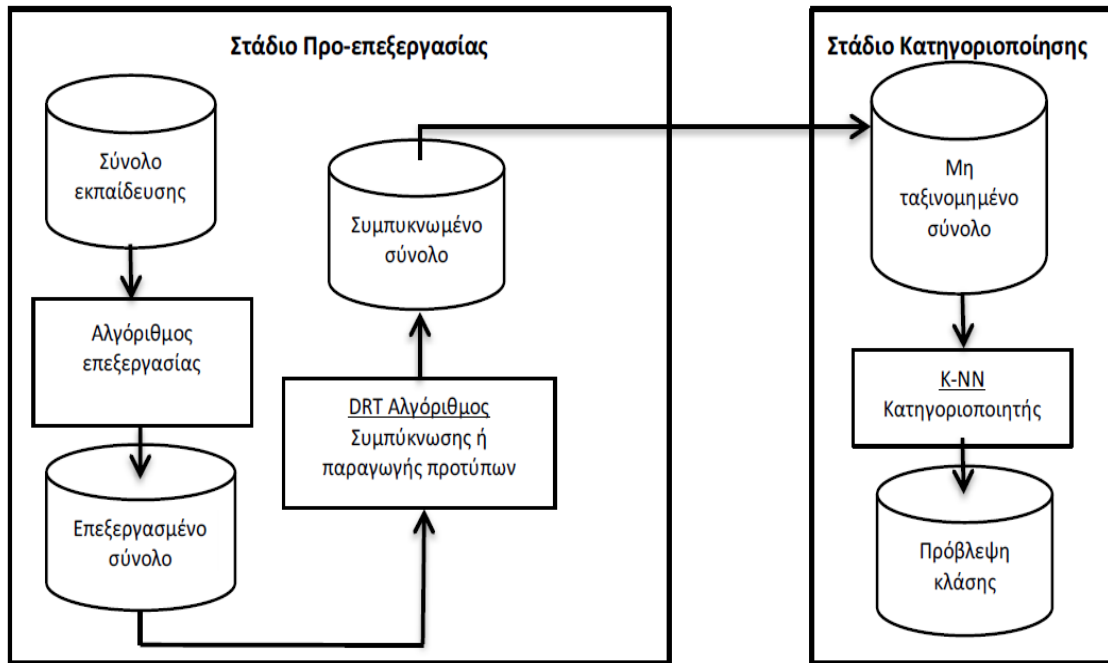 Στάδιο Προ-επεξεργασίας
Σύνολο
εκπαίδευσης
Αλγόριθμος
επεξεργασίας
Επεξεργασμένο
σύνολο
Συμπυκνωμένο
σύνολο
DRT Αλγόριθμος
Συμπύκνωσης ή
παραγωγής προτύπων
Στάδιο Κατηγοριοποίησης
Μη
ταξινομημένο
σύνολο
K-NN
Κατηγοριοποιητής
Πρόβλεψη
κλάσης